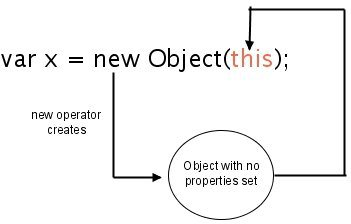 var x = new Object(this);
new operator
creates
Object with no
properties set